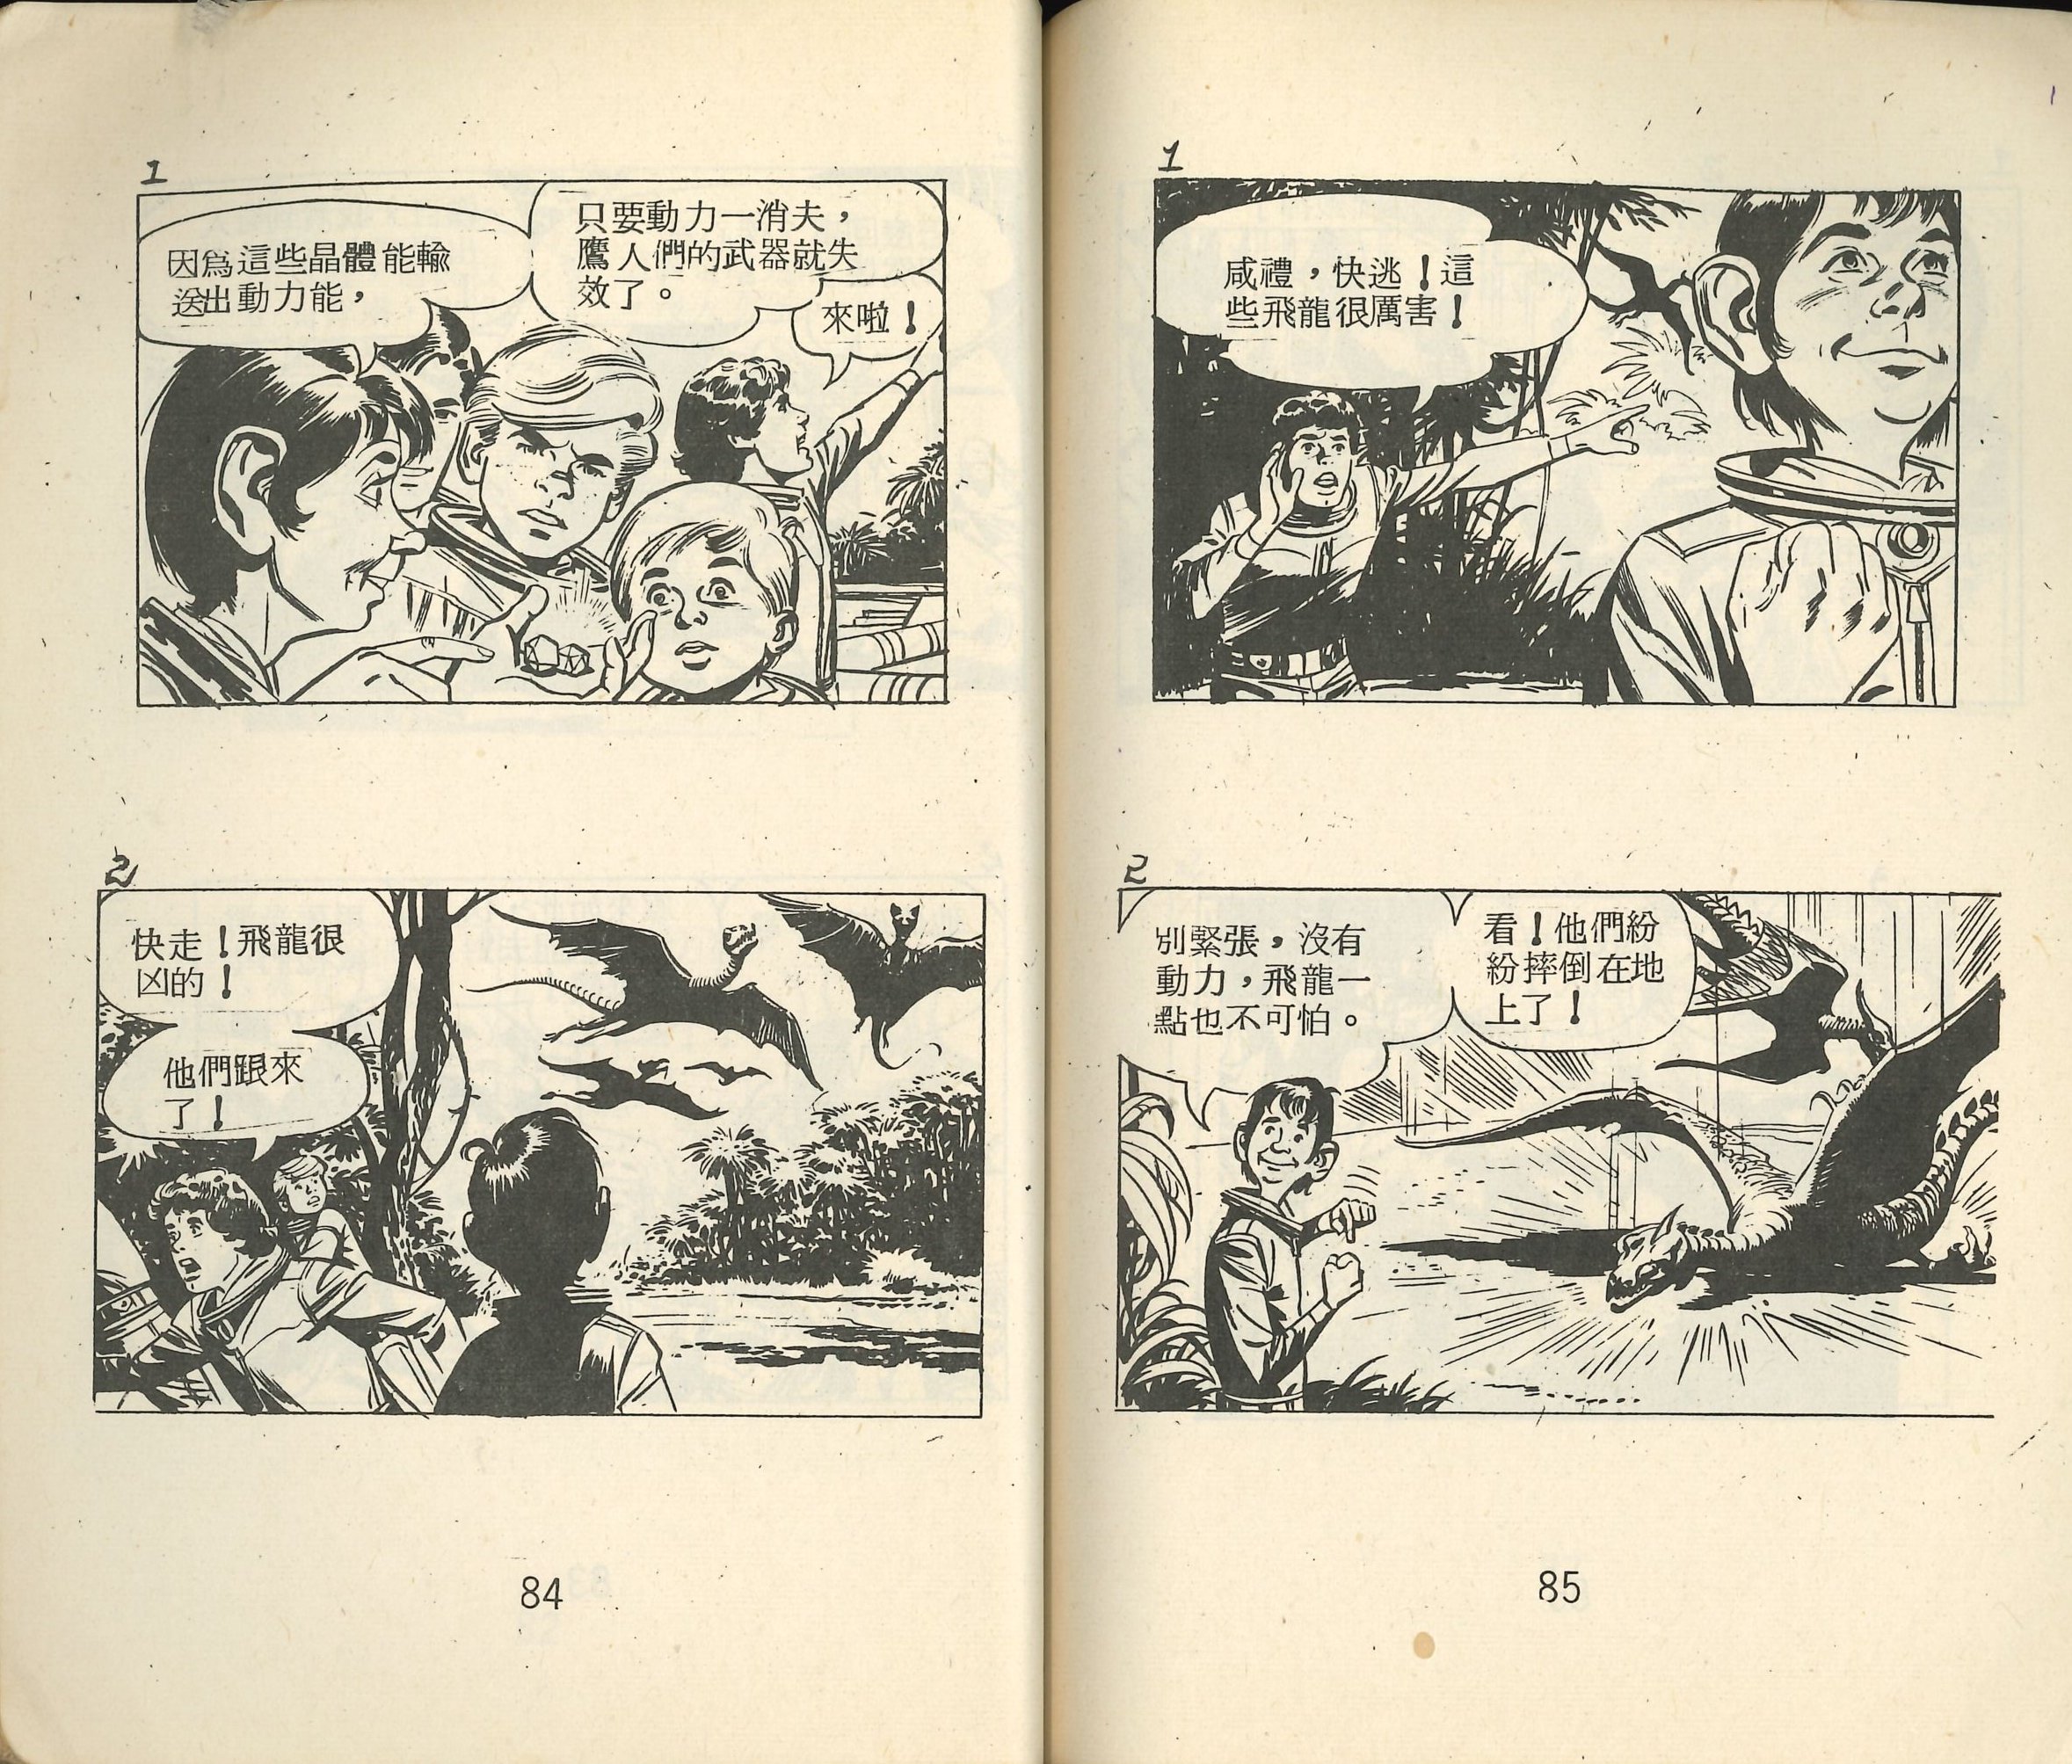 1
因爲這些晶體能輸
送出動力能，
只要動力一消失，
鷹人們的武器就失
效了。
來啦！
2
快走！飛龍很
凶的！
他們跟來
了！
84
1
咸禮，快逃！這
些飛龍很厲害！
2
別緊張，沒有
動力，飛龍一
點也不可怕。
看！他們紛
紛摔倒在地
上了！
85